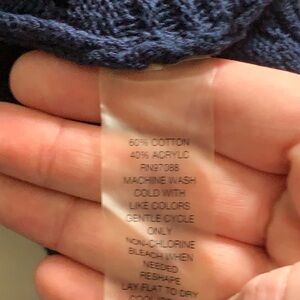 60% COTTON
40% ACRYLIC
RN97088
MACHINE WASH
COLD WITH
LIKE COLORS
GENTLE CYCLE
ONLY
NON-CHLORINE
BLEACH WHEN
NEEDED
RESHAPE
LAY FLAT TO DRY